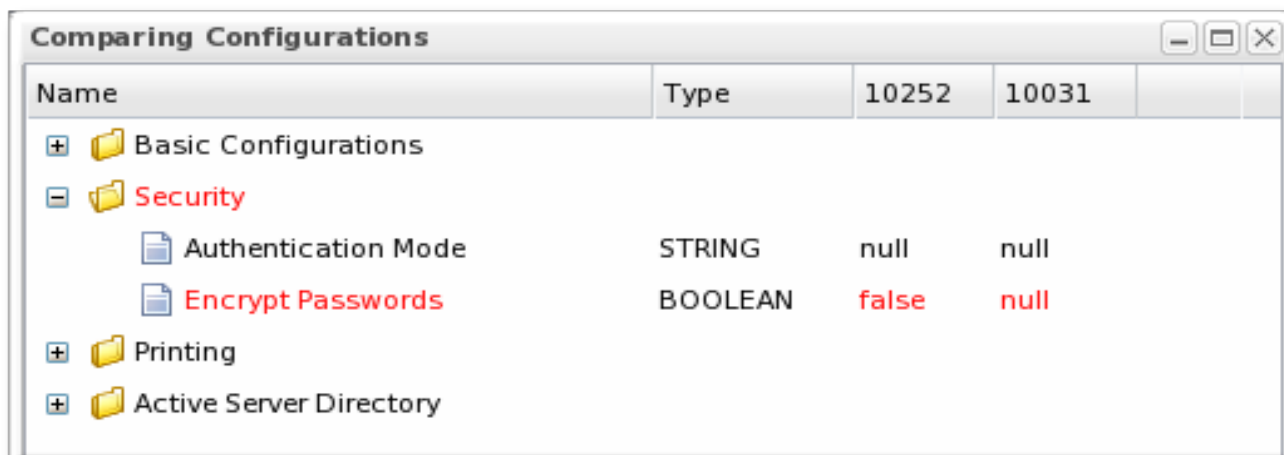 Comparing Configurations
Name Type 10252 10031
Basic Configurations
Security
Authentication Mode STRING null null
Encrypt Passwords BOOLEAN false null
Printing
Active Server Directory